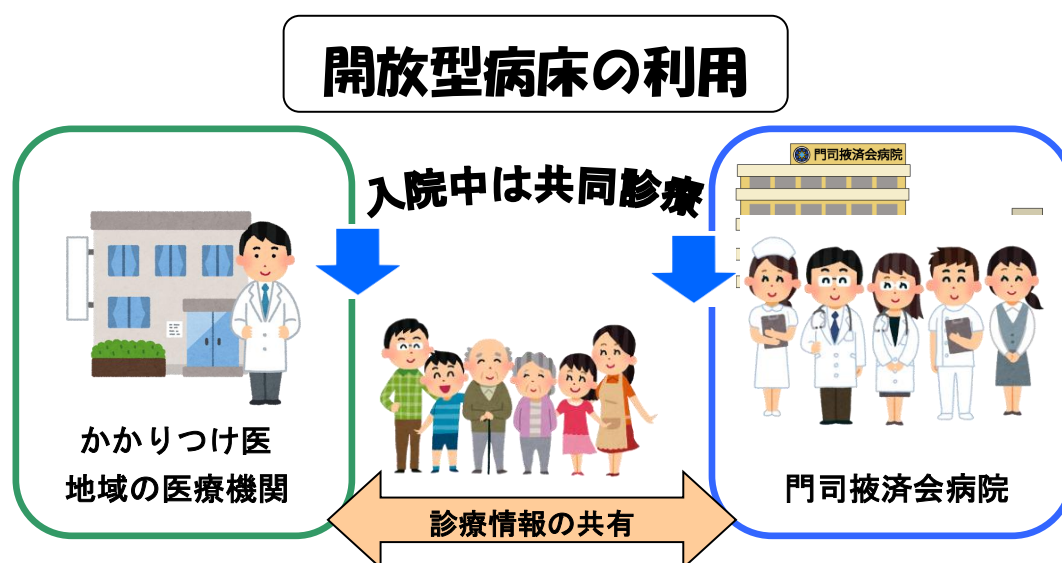 開放型病床の利用
入院中は共同診療
門司掖済会病院
かかりつけ医
地域の医療機関
門司掖済会病院
診療情報の共有